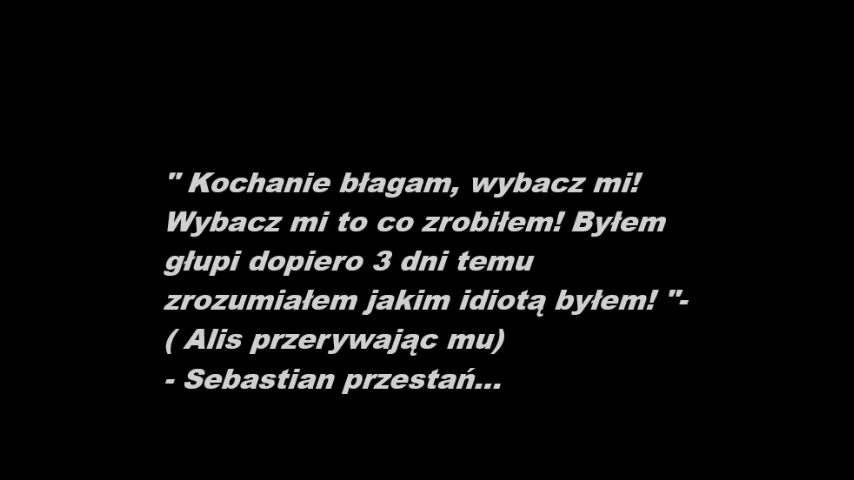 " Kochanie błagam, wybacz mi!
Wybacz mi to co zrobiłem! Byłem
głupi dopiero 3 dni temu
zrozumiałem jakim idiotą byłem! "-
( Alis przerywając mu)
- Sebastian przestań...